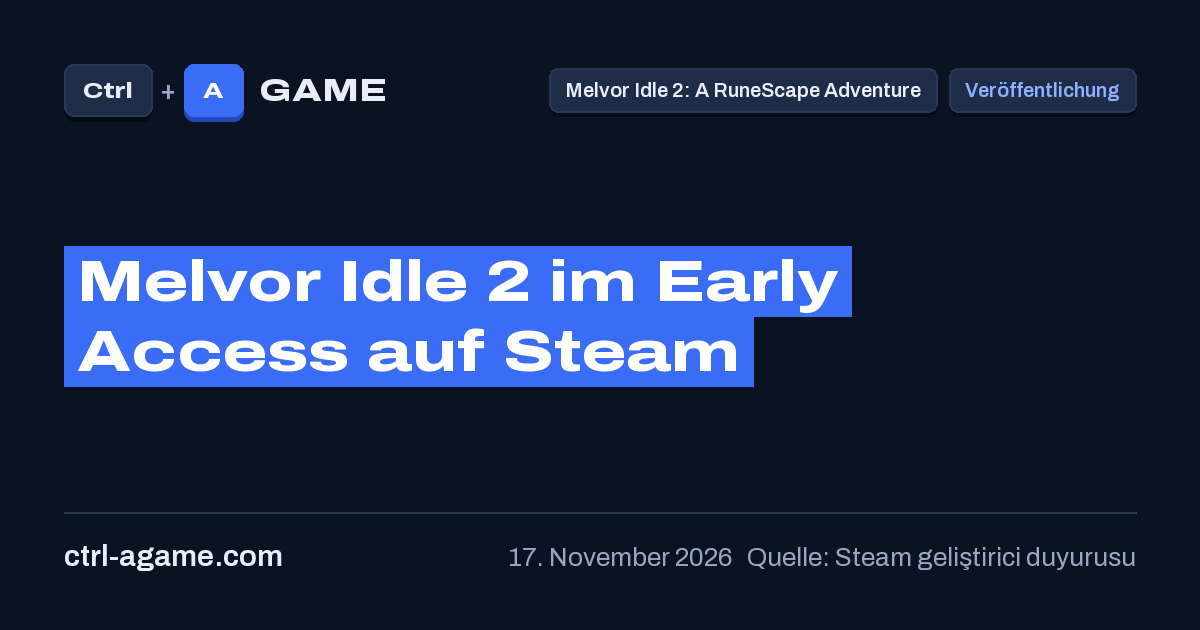 Ctrl + A GAME
Melvor Idle 2: A RuneScape Adventure
Veröffentlichung
Melvor Idle 2 im Early
Access auf Steam
ctrl-agame.com
17. November 2026 Quelle: Steam geliştirici duyurusu